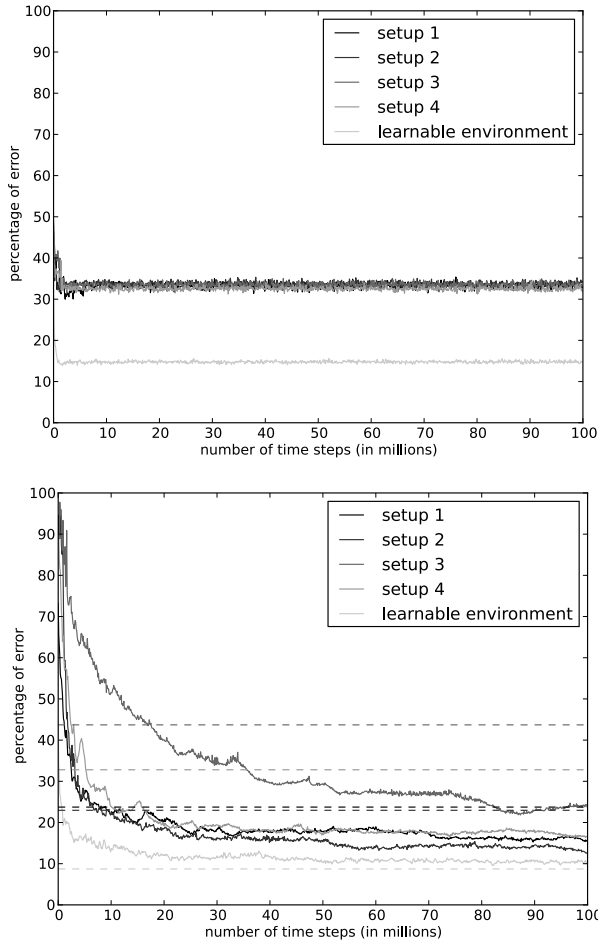 100
90
80
70
60
50
40
30
20
10
0
percentage of error
setup 1
setup 2
setup 3
setup 4
learnable environment
0 10 20 30 40 50 60 70 80 90 100
number of time steps (in millions)
100
90
80
70
60
50
40
30
20
10
0
percentage of error
setup 1
setup 2
setup 3
setup 4
learnable environment
0 10 20 30 40 50 60 70 80 90 100
number of time steps (in millions)